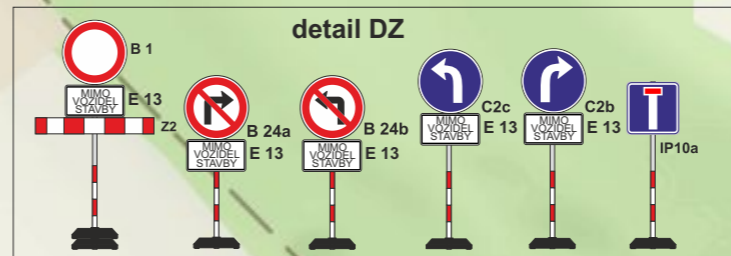 detail DZ
B 1
MIMO
VOZIDEL
STAVBY
E 13
Z2
B 24a
MIMO
VOZIDEL
STAVBY
E 13
B 24b
MIMO
VOZIDEL
STAVBY
E 13
C2c
MIMO
VOZIDEL
STAVBY
E 13
C2b
MIMO
VOZIDEL
STAVBY
E 13
IP10a